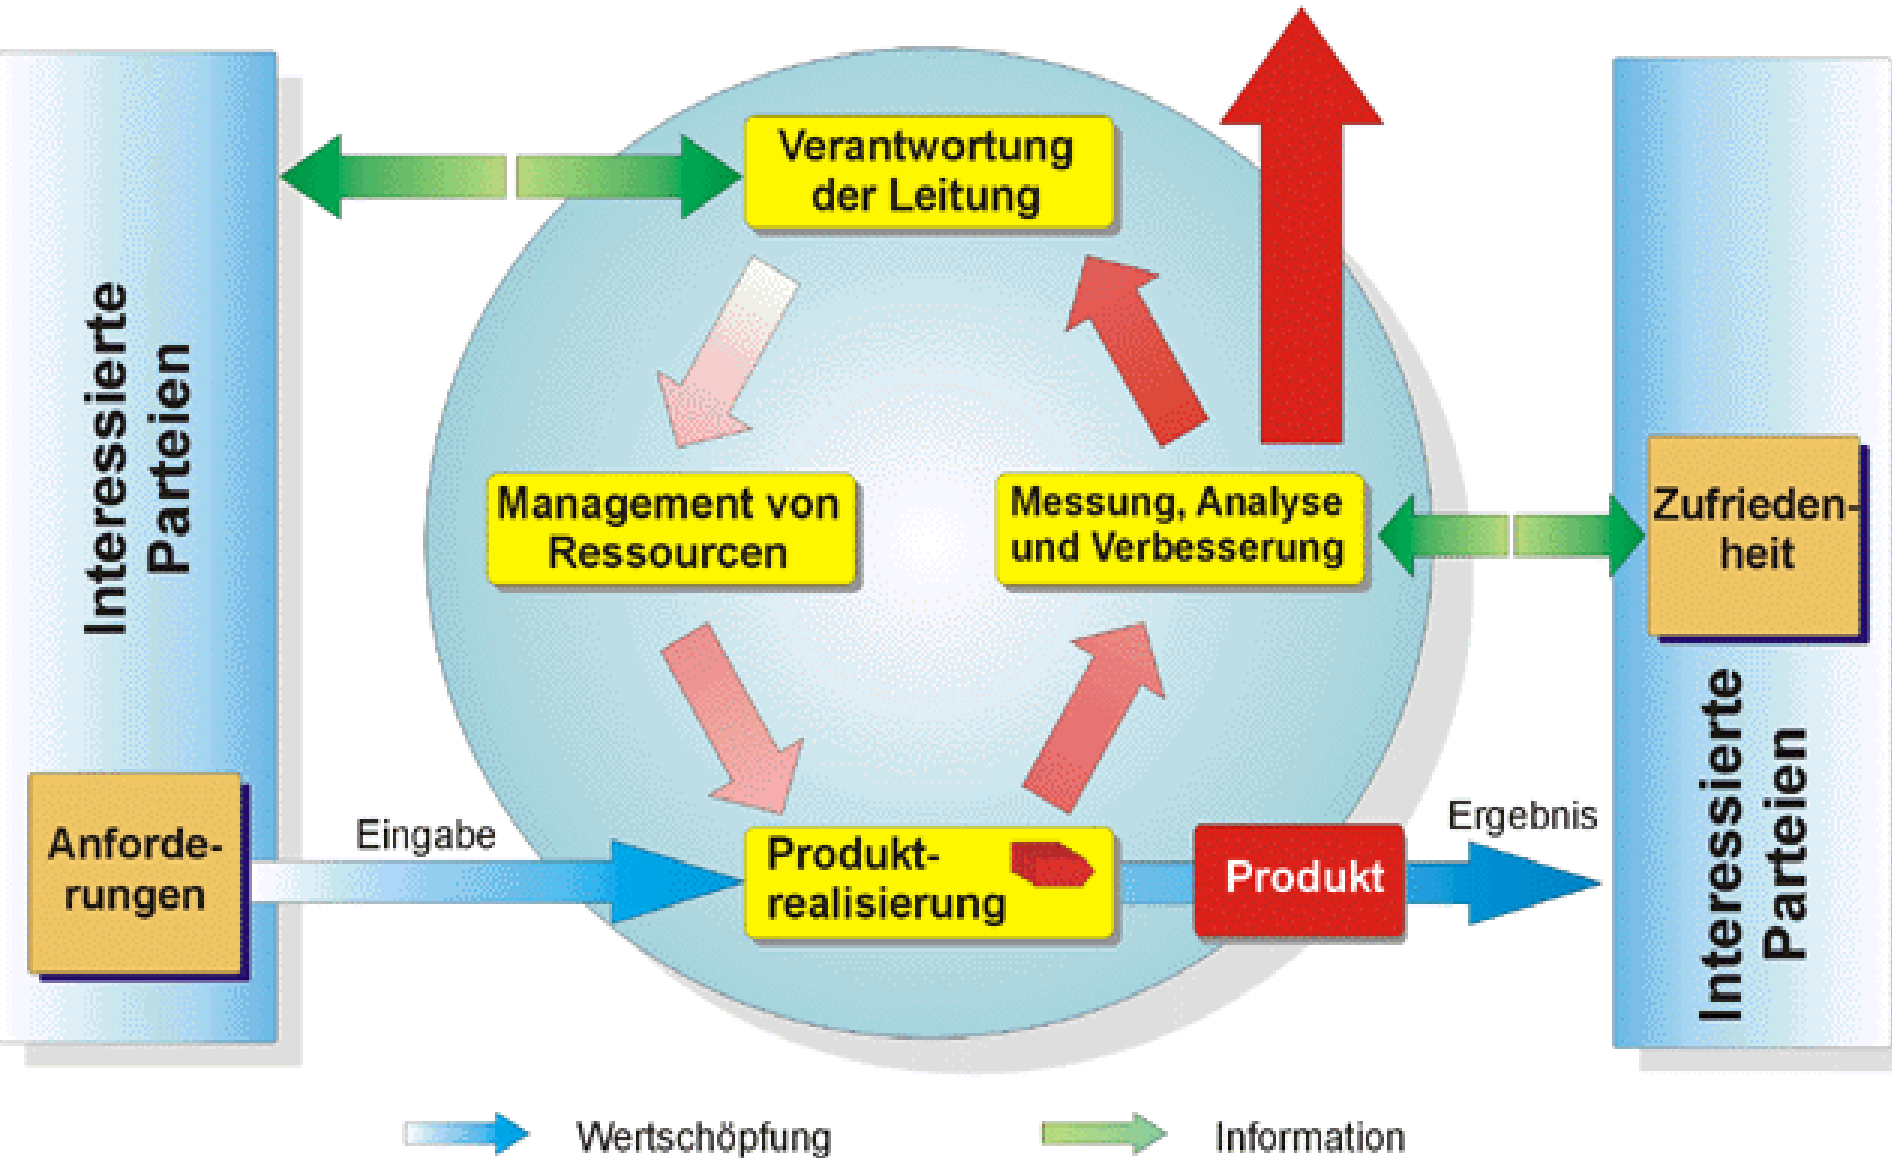 Interessierte
Parteien
Anforde-
rungen
Eingabe
Verantwortung
der Leitung
Management von
Ressourcen
Messung, Analyse
und Verbesserung
Produkt-
realisierung
Produkt
Ergebnis
Zufrieden-
heit
Interessierte
Parteien
Wertschöpfung
Information